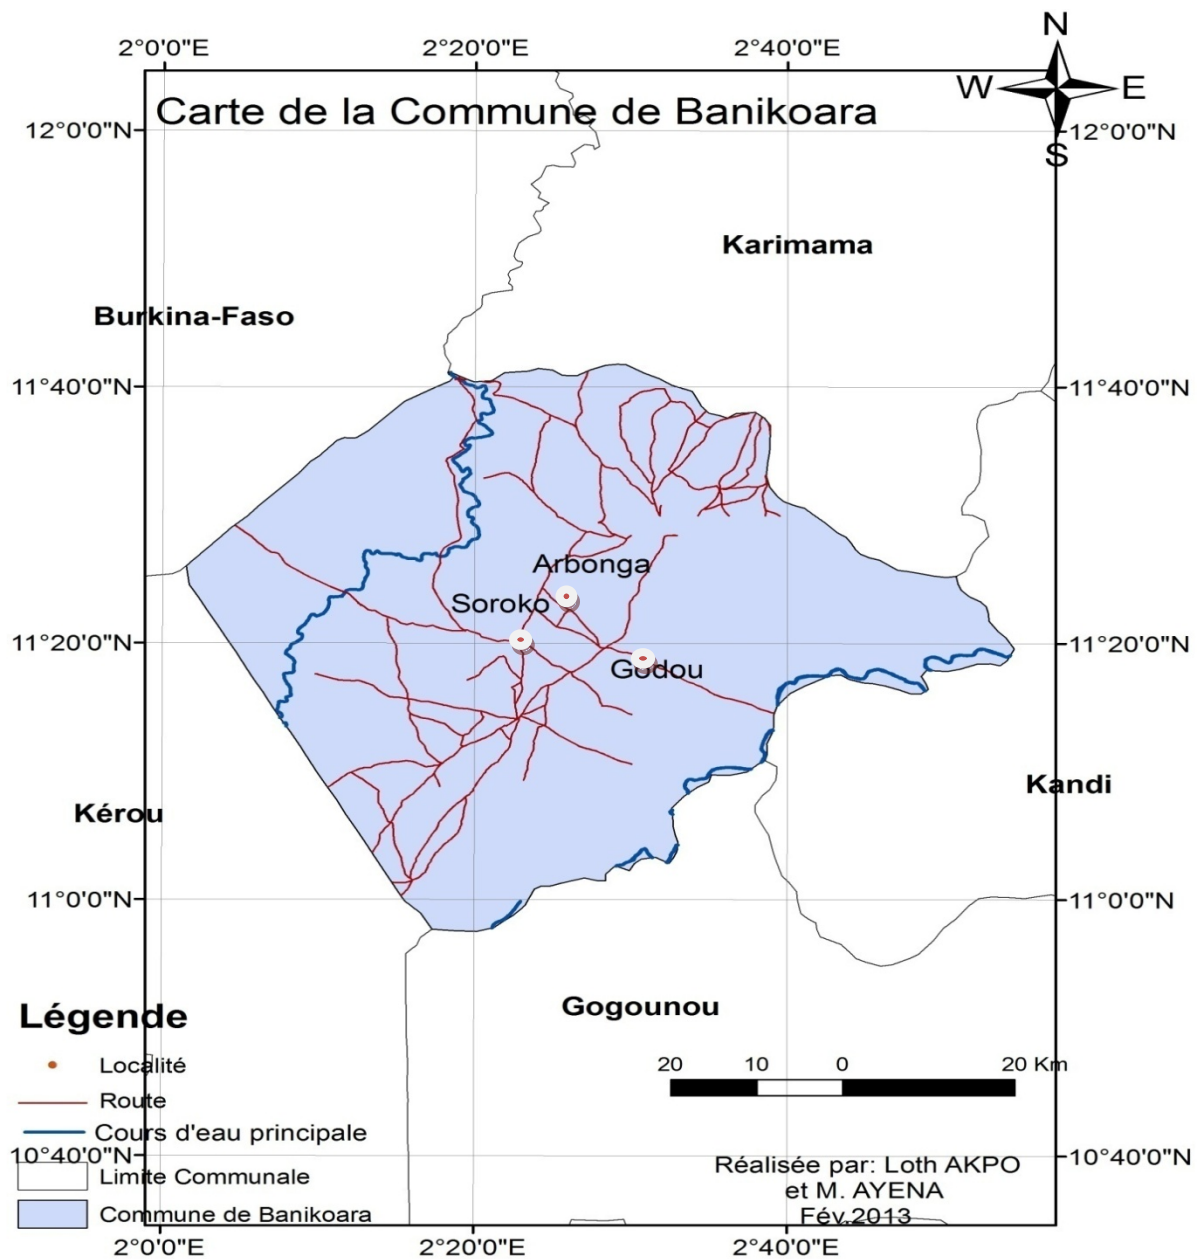 N
2°0'0"E 2°20'0"E 2°40'0"E
W E
Carte de la Commune de Banikoara
12°0'0"N 12°0'0"N
S
Karimama
Burkina-Faso
11°40'0"N 11°40'0"N
Arbonga
Soroko
11°20'0"N 11°20'0"N
Godou
Kandi
Kérou
11°0'0"N 11°0'0"N
Gogounou
Légende
20 10 0 20 Km
Localité
Route
Cours d'eau principale
10°40'0"N 10°40'0"N
Limite Communale
Réalisée par: Loth AKPO
et M. AYENA
Fév.2013
Commune de Banikoara
2°0'0"E 2°20'0"E 2°40'0"E